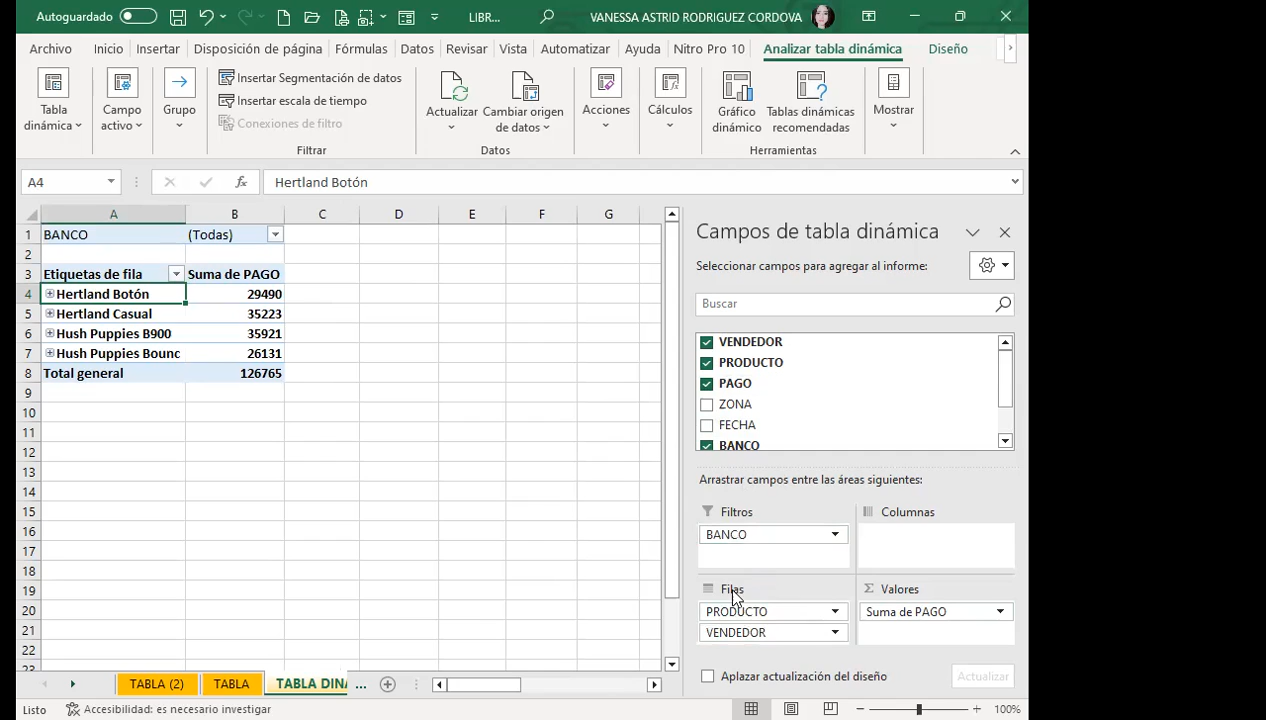 Autoguardado LIBR... VANESSA ASTRID RODRIGUEZ CORDOVA
Archivo Inicio Insertar Disposición de página Fórmulas Datos Revisar Vista Automatizar Ayuda Nitro Pro 10 Analizar tabla dinámica Diseño
Tabla dinámica
Campo activo
Grupo
Insertar Segmentación de datos
Insertar escala de tiempo
Conexiones de filtro
Filtrar
Actualizar
Cambiar origen de datos
Datos
Acciones
Cálculos
Gráfico dinámico
Tablas dinámicas recomendadas
Herramientas
Mostrar
A4 fx Hertland Botón
A B C D E F G
1 BANCO (Todas)
2
3 Etiquetas de fila Suma de PAGO
4 Hertland Botón 29490
5 Hertland Casual 35223
6 Hush Puppies B900 35921
7 Hush Puppies Bounc 26131
8 Total general 126765
9
10
11
12
13
14
15
16
17
18
19
20
21
22
23
Campos de tabla dinámica
Seleccionar campos para agregar al informe:
Buscar
VENDEDOR
PRODUCTO
PAGO
ZONA
FECHA
BANCO
Arrastrar campos entre las áreas siguientes:
Filtros Columnas
BANCO
Filas Σ Valores
PRODUCTO Suma de PAGO
VENDEDOR
Aplazar actualización del diseño Actualizar
TABLA (2) TABLA TABLA DINA ...
Listo Accesibilidad: es necesario investigar 100%